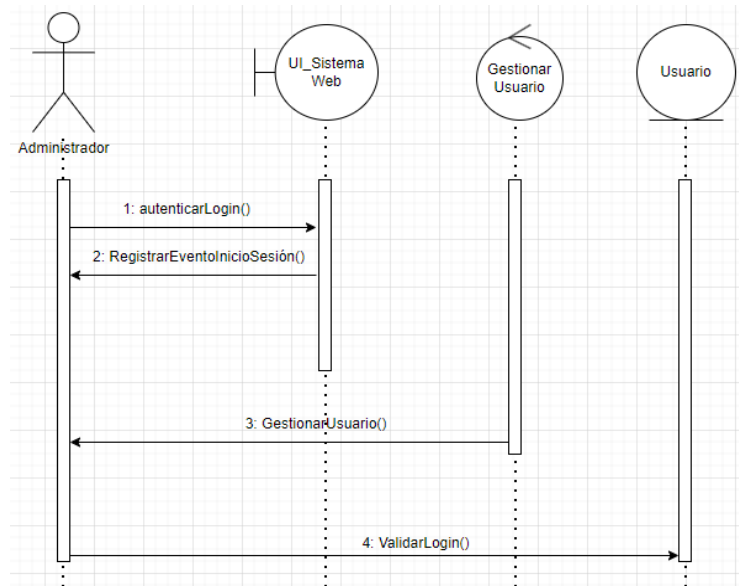 UI_Sistema
Web
Gestionar
Usuario
Usuario
Administrador
1: autenticarLogin()
2: RegistrarEventoInicioSesión()
3: GestionarUsuario()
4: ValidarLogin()